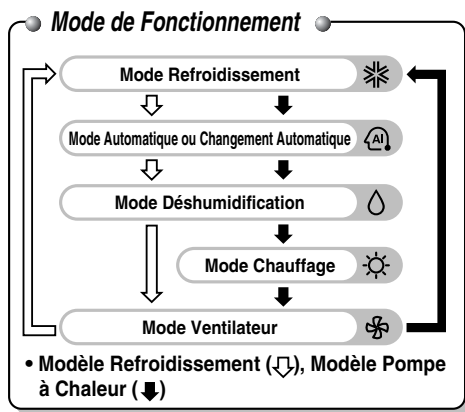 Mode de Fonctionnement
Mode Refroidissement
Mode Automatique ou Changement Automatique
AI
Mode Déshumidification
Mode Chauffage
Mode Ventilateur
• Modèle Refroidissement (⇩), Modèle Pompe
à Chaleur (⬇)